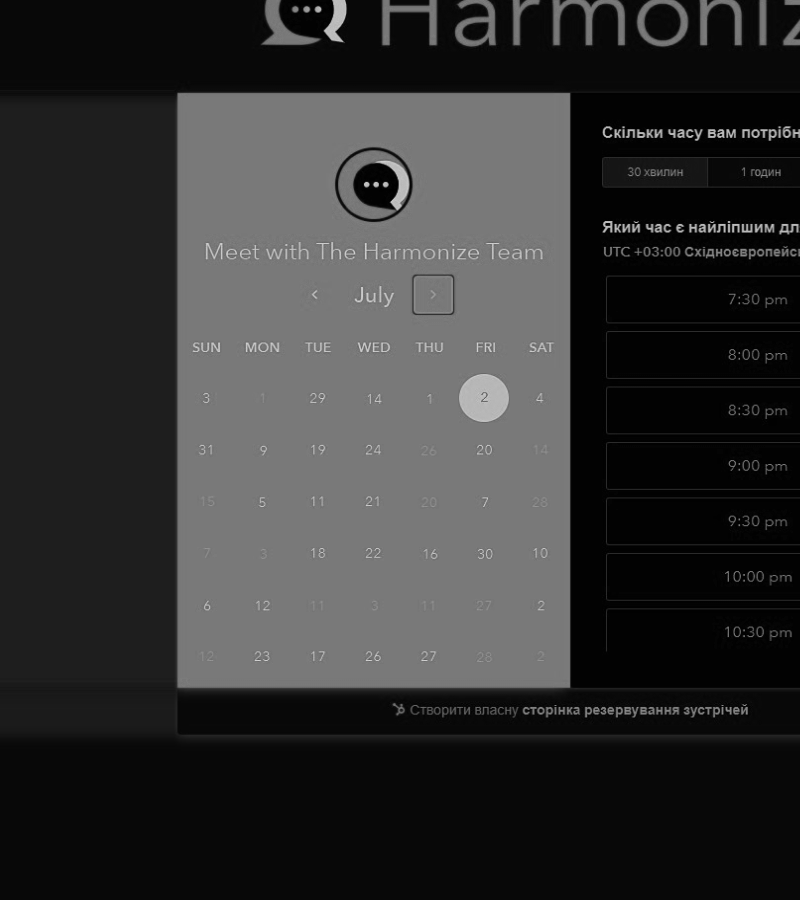 Harmoniz
Meet with The Harmonize Team
July
SUN MON TUE WED THU FRI SAT
3 1 29 14 1 2 4
31 9 19 24 26 20 14
15 5 11 21 20 7 28
7 3 18 22 16 30 10
6 12 11 3 11 27 2
12 23 17 26 27 28 2
Скільки часу вам потрібн
30 хвилин 1 годин
Який час є найліпшим дл
UTC +03:00 Східноєвропейс
7:30 pm
8:00 pm
8:30 pm
9:00 pm
9:30 pm
10:00 pm
10:30 pm
Створити власну сторінка резервування зустрічей